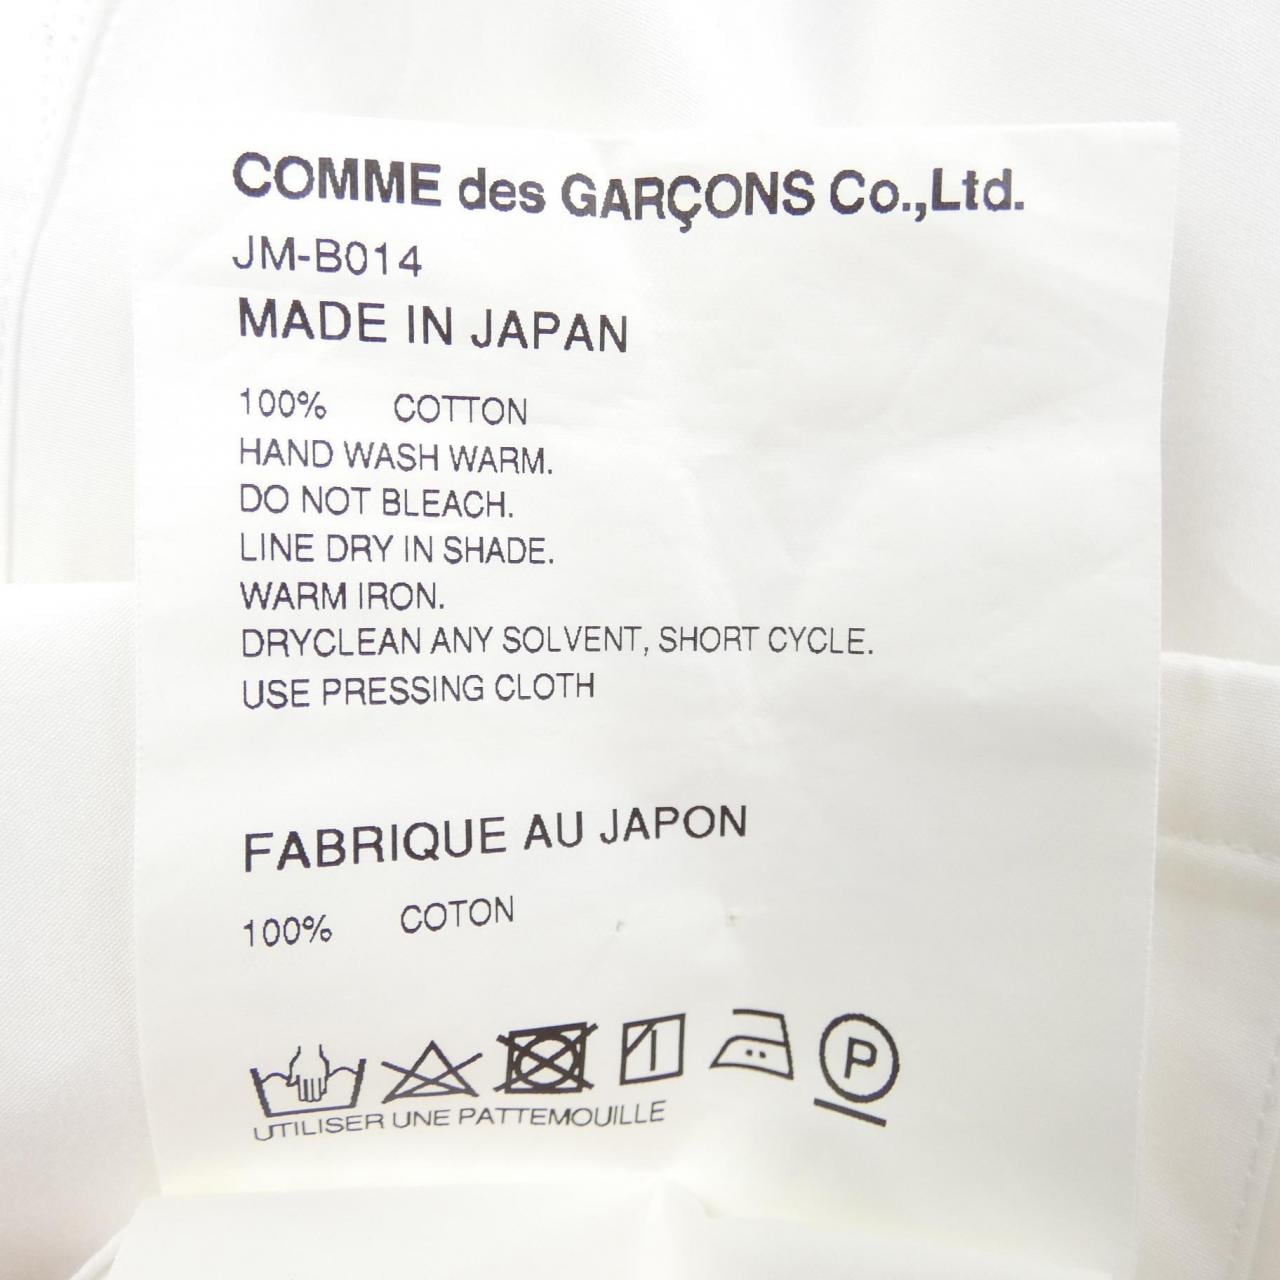 COMME des GARÇONS Co.,Ltd.
JM-B014
MADE IN JAPAN
100% COTTON
HAND WASH WARM.
DO NOT BLEACH.
LINE DRY IN SHADE.
WARM IRON.
DRYCLEAN ANY SOLVENT, SHORT CYCLE.
USE PRESSING CLOTH
FABRIQUE AU JAPON
100% COTON
P
UTILISER UNE PATTEMOUILLE